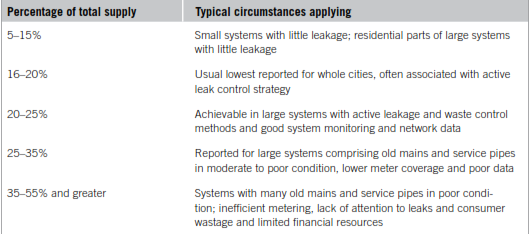 Percentage of total supply Typical circumstances applying
5–15% Small systems with little leakage; residential parts of large systems
with little leakage
16–20% Usual lowest reported for whole cities, often associated with active
leak control strategy
20–25% Achievable in large systems with active leakage and waste control
methods and good system monitoring and network data
25–35% Reported for large systems comprising old mains and service pipes
in moderate to poor condition, lower meter coverage and poor data
35–55% and greater Systems with many old mains and service pipes in poor condi-
tion; inefficient metering, lack of attention to leaks and consumer
wastage and limited financial resources